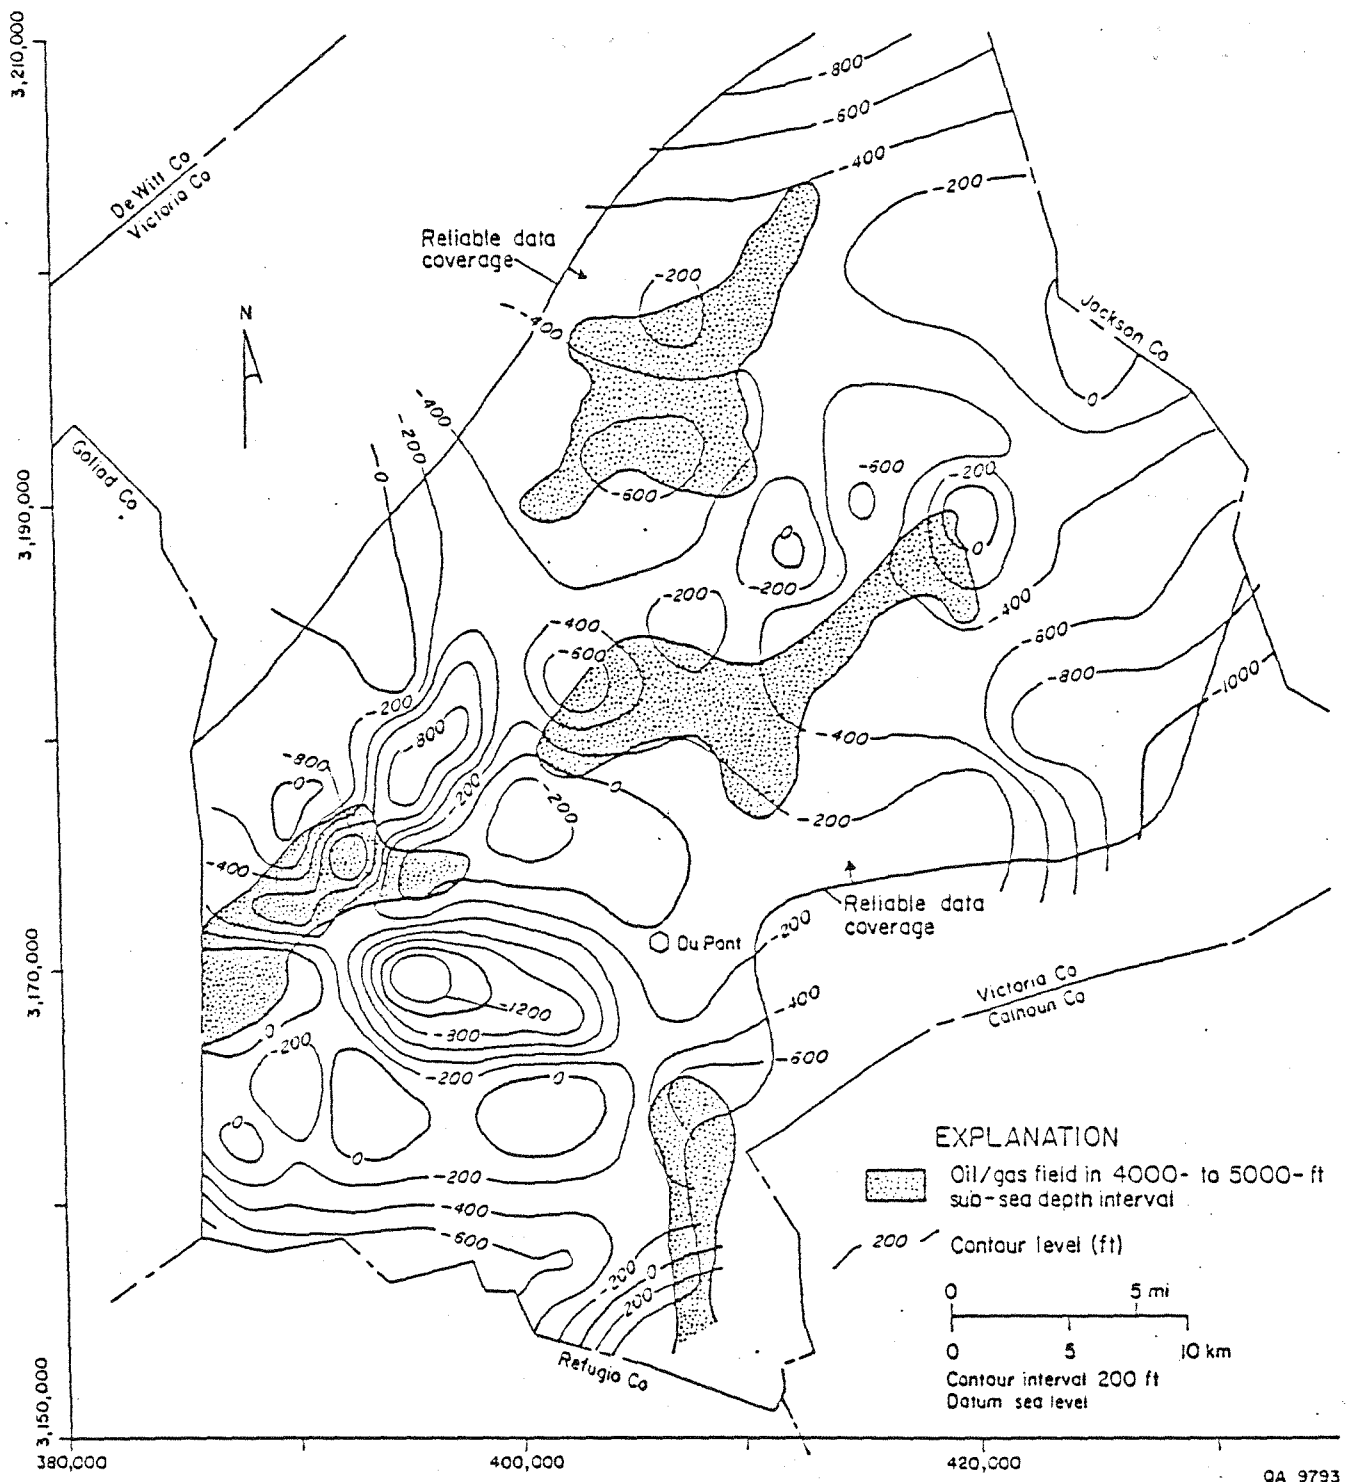 3,210,000
-800
-600
-400
-200
De Witt Co
Victoria Co
Reliable data
coverage
-200
-400
N
Jackson Co
0
-400
-200
0
Goliad Co
-600
-200
-600
3,190,000
0
0
-200
-200
-400
-400
-600
-600
-800
-1000
-200
-800
-400
-800
0
-200
0
-200
-200
-400
Reliable data
coverage
-200
Du Pont
3,170,000
Victoria Co
Calhoun Co
-1200
-400
-800
0
-200
-600
-200
0
0
0
EXPLANATION
-200
Oil/gas field in 4000- to 5000-ft
sub-sea depth interval
-400
-600
200
Contour level (ft)
-200
0
200
0
5 mi
0
5
10 km
Refugio Co
Contour interval 200 ft
Datum sea level
3,150,000
380,000
400,000
420,000
QA 9793